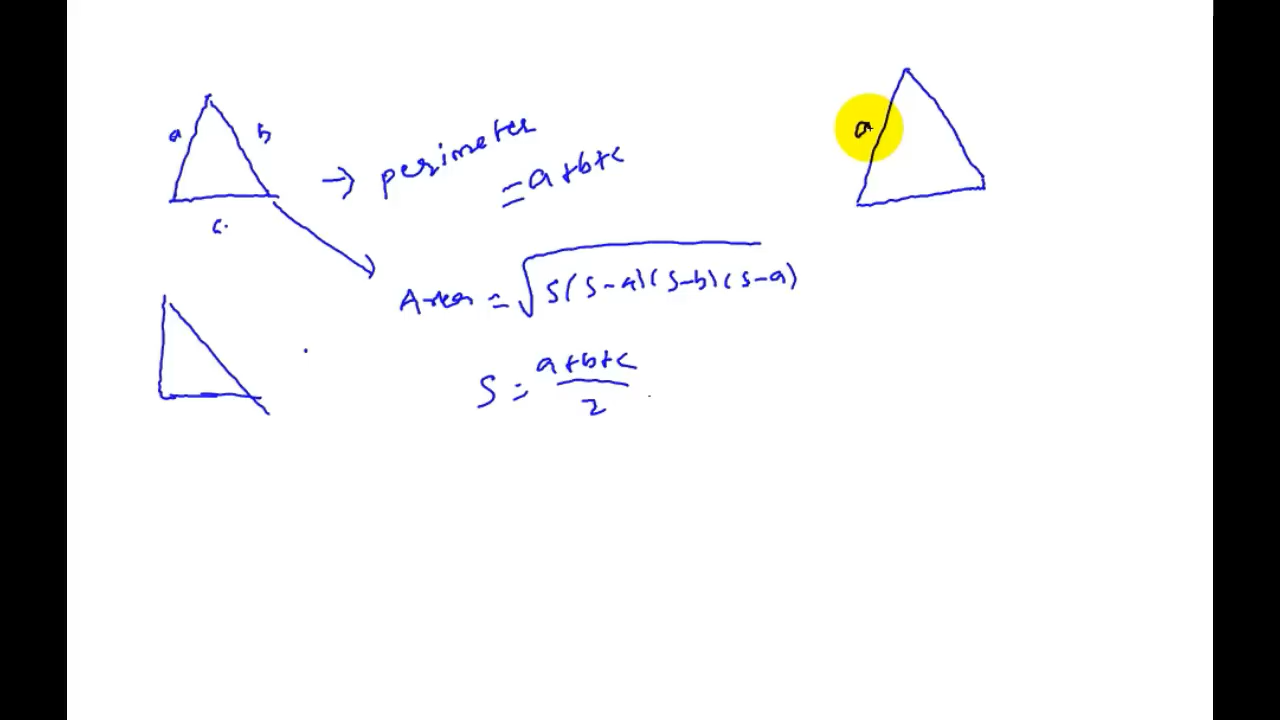 a
b
c.
→ perimeter
= a+b+c
a
Area = √S(S-a)(S-b)(S-a)
S = a+b+c
2